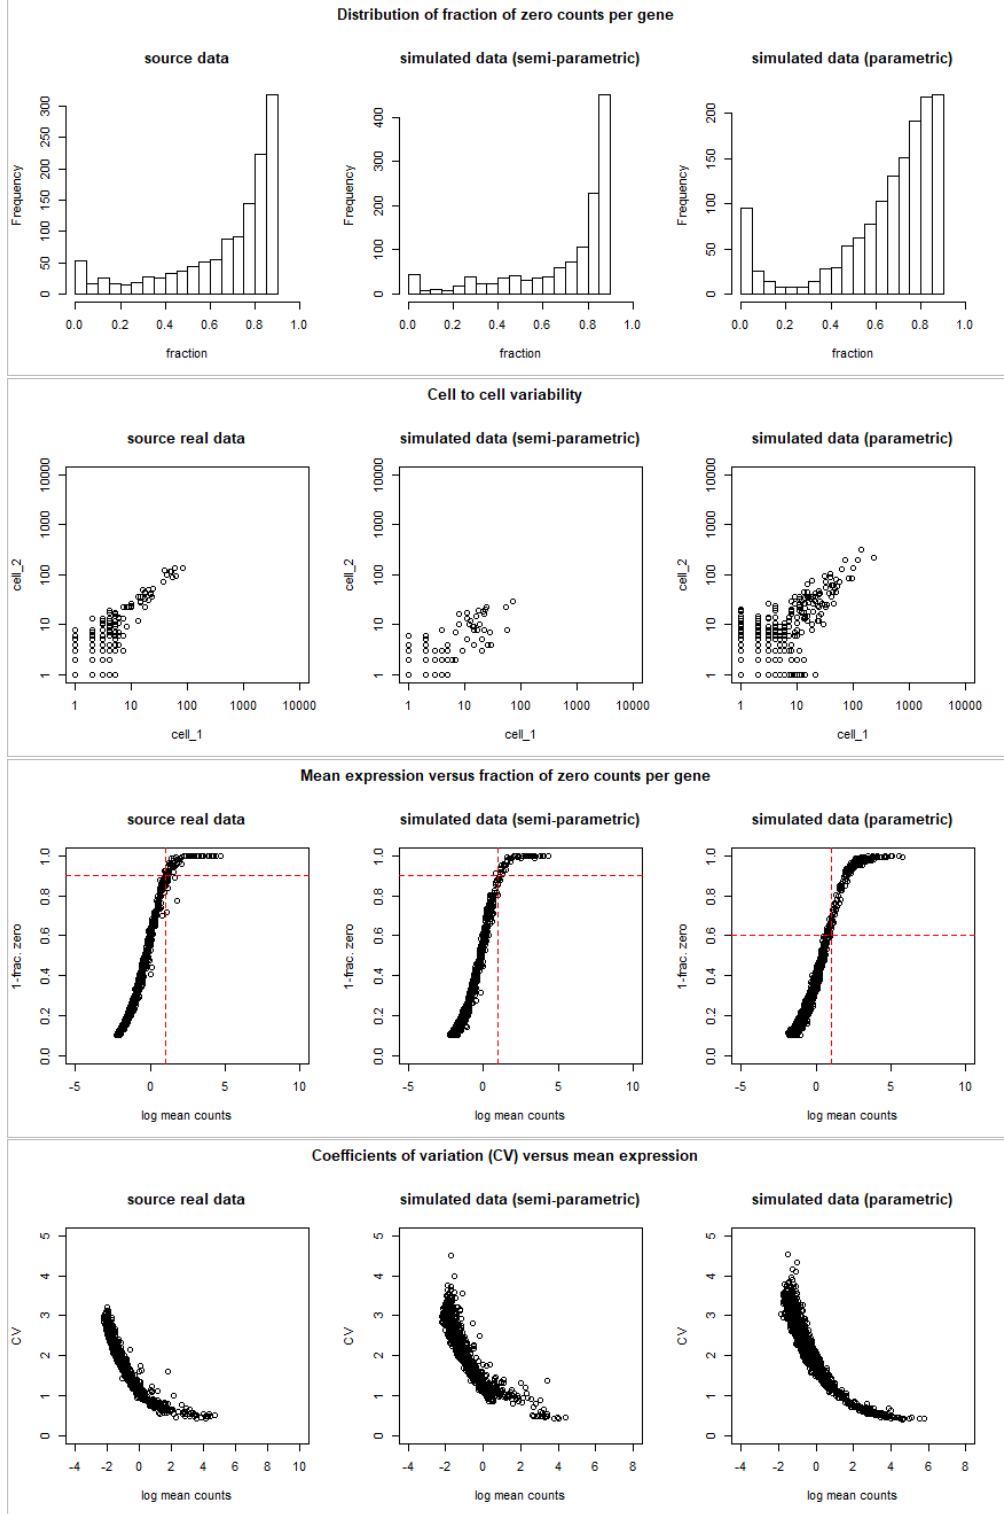 Distribution of fraction of zero counts per gene
source data
simulated data (semi-parametric)
simulated data (parametric)
Frequency
0 50 100 150 200 250 300
0.0 0.2 0.4 0.6 0.8 1.0
fraction
Frequency
0 100 200 300 400
0.0 0.2 0.4 0.6 0.8 1.0
fraction
Frequency
0 50 100 150 200
0.0 0.2 0.4 0.6 0.8 1.0
fraction
Cell to cell variability
source real data
simulated data (semi-parametric)
simulated data (parametric)
cell_2
1 10 100 1000 10000
1 10 100 1000 10000
cell_1
cell_2
1 10 100 1000 10000
1 10 100 1000 10000
cell_1
cell_2
1 10 100 1000 10000
1 10 100 1000 10000
cell_1
Mean expression versus fraction of zero counts per gene
source real data
simulated data (semi-parametric)
simulated data (parametric)
1-frac. zero
0.0 0.2 0.4 0.6 0.8 1.0
-5 0 5 10
log mean counts
1-frac. zero
0.0 0.2 0.4 0.6 0.8 1.0
-5 0 5 10
log mean counts
1-frac. zero
0.0 0.2 0.4 0.6 0.8 1.0
-5 0 5 10
log mean counts
Coefficients of variation (CV) versus mean expression
source real data
simulated data (semi-parametric)
simulated data (parametric)
CV
0 1 2 3 4 5
-4 -2 0 2 4 6 8
log mean counts
CV
0 1 2 3 4 5
-4 -2 0 2 4 6 8
log mean counts
CV
0 1 2 3 4 5
-4 -2 0 2 4 6 8
log mean counts